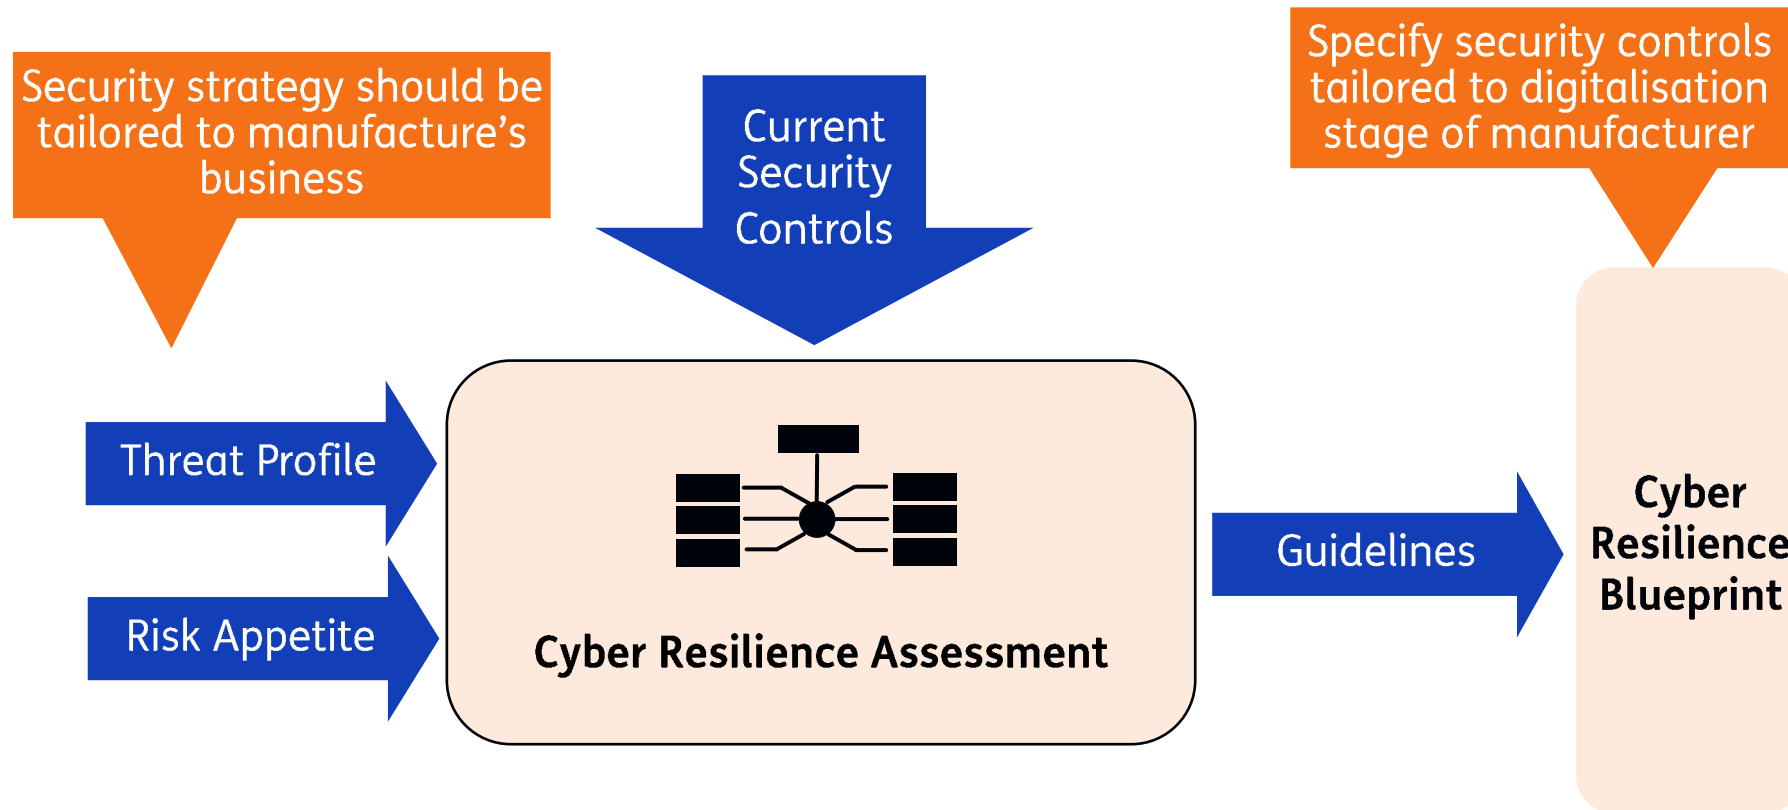 Security strategy should be
tailored to manufacture’s
business
Current
Security
Controls
Specify security controls
tailored to digitalisation
stage of manufacturer
Threat Profile
Risk Appetite
Cyber Resilience Assessment
Guidelines
Cyber
Resilience
Blueprint